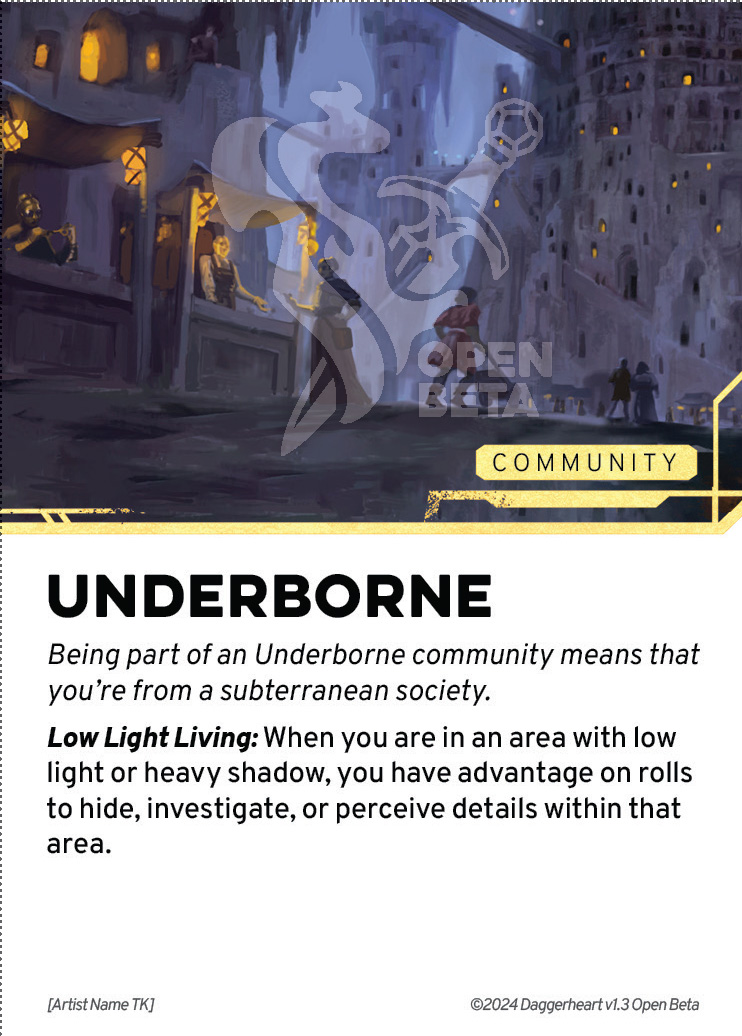 OPEN
BETA
COMMUNITY
UNDERBORNE
Being part of an Underborne community means that
you’re from a subterranean society.
Low Light Living: When you are in an area with low
light or heavy shadow, you have advantage on rolls
to hide, investigate, or perceive details within that
area.
[Artist Name TK]
©2024 Daggerheart v1.3 Open Beta